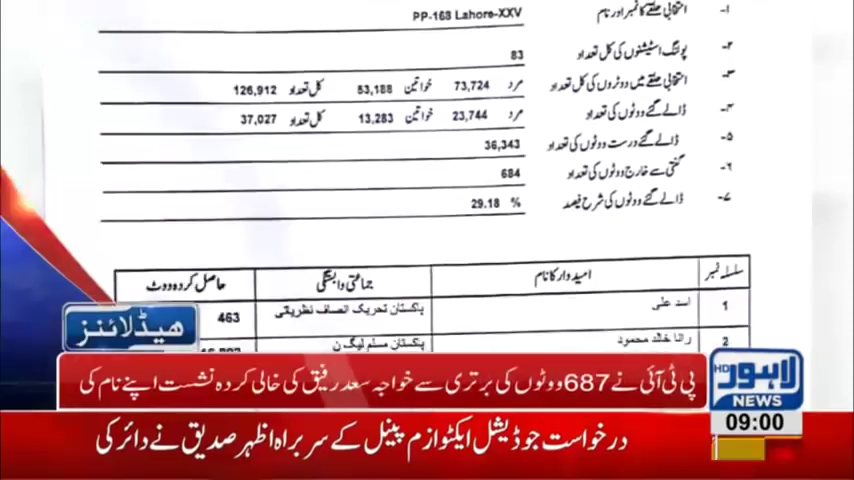 ۱- انتخابی حلقے کا نمبر اور نام PP-168 Lahore-XXV
۲- پولنگ اسٹیشنوں کی کل تعداد 83
۳- انتخابی حلقے میں ووٹروں کی کل تعداد مرد 73,724 خواتین 53,188 کل تعداد 126,912
۴- ڈالے گئے ووٹوں کی تعداد مرد 23,744 خواتین 13,283 کل تعداد 37,027
۵- ڈالے گئے درست ووٹوں کی تعداد 36,343
۶- گنتی سے خارج ووٹوں کی تعداد 684
۷- ڈالے گئے ووٹوں کی شرح فیصد 29.18 %
سلسلہ نمبر امیدوار کا نام جماعتی وابستگی حاصل کردہ ووٹ
1 اسد علی پاکستان تحریک انصاف نظریاتی 463
2 رانا خالد محمود پاکستان مسلم لیگ ن
ھیڈلائنز
پی ٹی آئی نے 687 ووٹوں کی برتری سے خواجہ سعد رفیق کی خالی کردہ نشست اپنے نام کی
لاہور HD
NEWS
09:00
درخواست جوڈیشل ایکٹوازم پینل کے سربراہ اظہر صدیق نے دائر کی